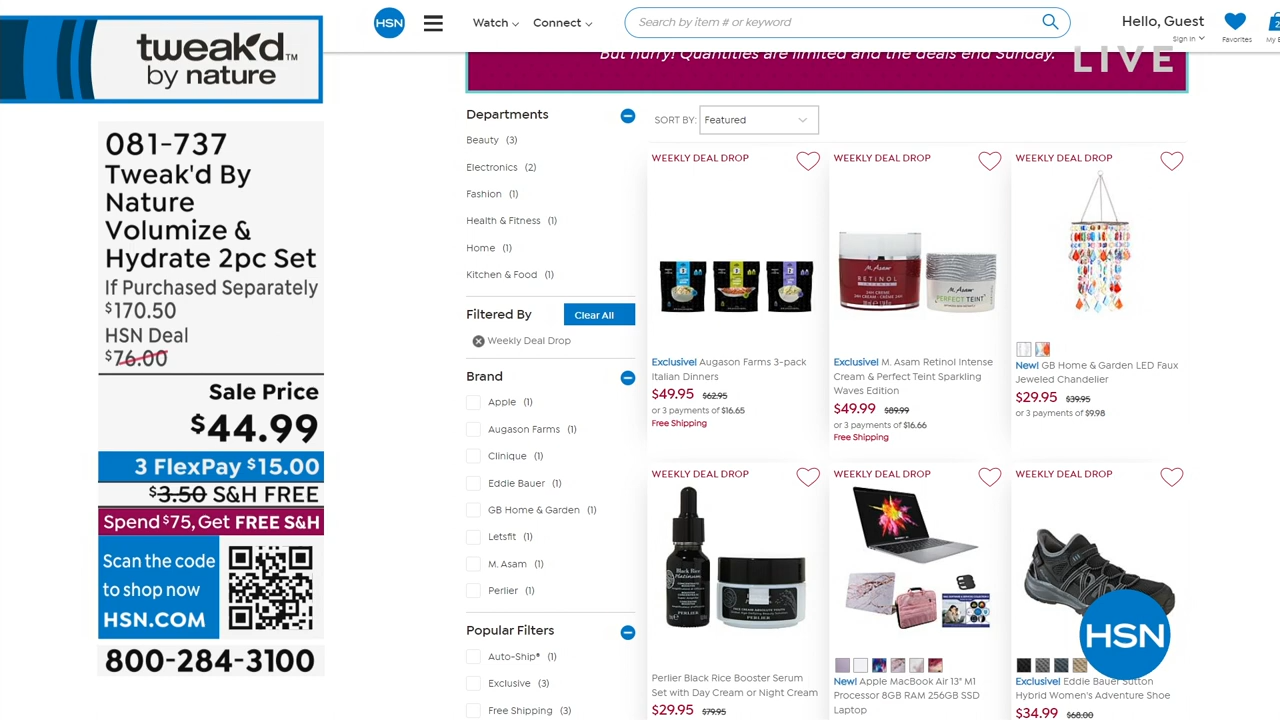 tweak'd™
by nature
081-737
Tweak'd By
Nature
Volumize &
Hydrate 2pc Set
If Purchased Separately
$170.50
HSN Deal
$76.00
Sale Price
$44.99
3 FlexPay $15.00
$3.50 S&H FREE
Spend $75, Get FREE S&H
Scan the code
to shop now
HSN.COM
800-284-3100
HSN
Watch
Connect
Search by item # or keyword
Hello, Guest
Sign In
Favorites
But hurry! Quantities are limited and the deals end Sunday.
LIVE
Departments
Beauty (3)
Electronics (2)
Fashion (1)
Health & Fitness (1)
Home (1)
Kitchen & Food (1)
Filtered By
Clear All
Weekly Deal Drop
Brand
Apple (1)
Augason Farms (1)
Clinique (1)
Eddie Bauer (1)
GB Home & Garden (1)
Letsfit (1)
M. Asam (1)
Perlier (1)
Popular Filters
Auto-Ship® (1)
Exclusive (3)
Free Shipping (3)
SORT BY: Featured
WEEKLY DEAL DROP
Exclusive! Augason Farms 3-pack
Italian Dinners
$49.95 $62.95
or 3 payments of $16.65
Free Shipping
WEEKLY DEAL DROP
M. Asam
RETINOL
INTENSE
M. Asam
PERFECT TEINT
Exclusive! M. Asam Retinol Intense
Cream & Perfect Teint Sparkling
Waves Edition
$49.99 $89.99
or 3 payments of $16.66
Free Shipping
WEEKLY DEAL DROP
New! GB Home & Garden LED Faux
Jeweled Chandelier
$29.95 $39.95
or 3 payments of $9.98
WEEKLY DEAL DROP
Black Rice
Platinum
PERLIER
Perlier Black Rice Booster Serum
Set with Day Cream or Night Cream
$29.95 $79.95
WEEKLY DEAL DROP
New! Apple MacBook Air 13" M1
Processor 8GB RAM 256GB SSD
Laptop
WEEKLY DEAL DROP
HSN
Exclusive! Eddie Bauer Sutton
Hybrid Women's Adventure Shoe
$34.99 $68.00